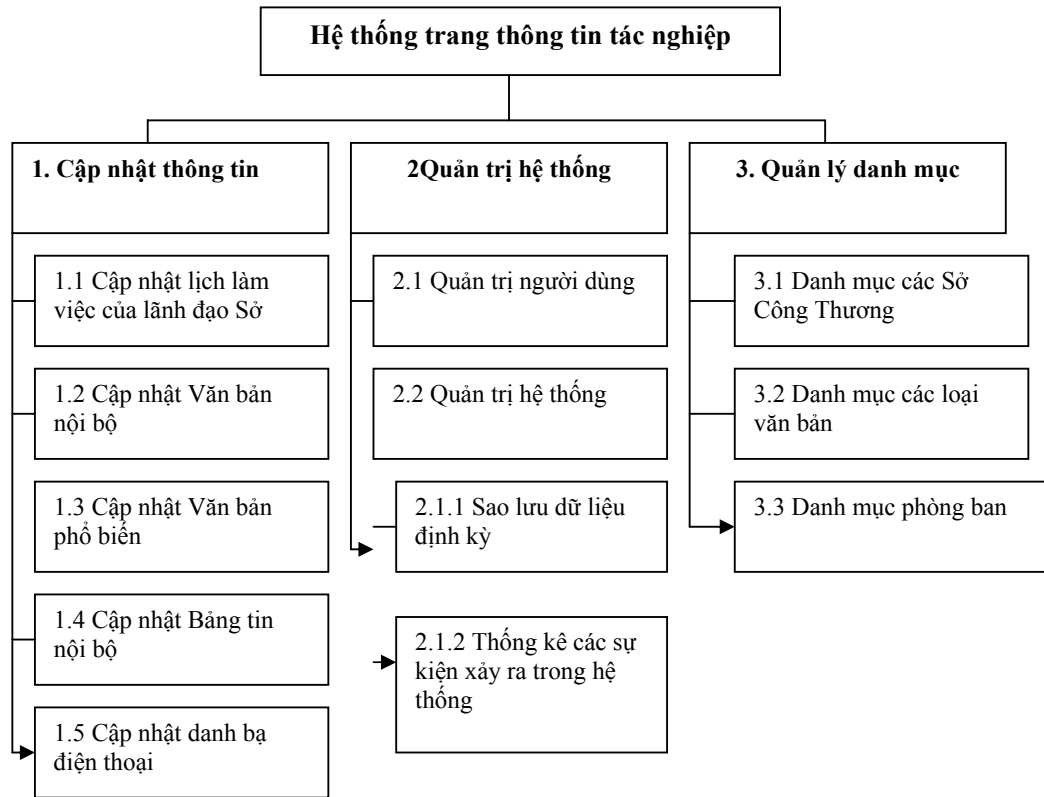 Hệ thống trang thông tin tác nghiệp
1. Cập nhật thông tin
2Quản trị hệ thống
3. Quản lý danh mục
1.1 Cập nhật lịch làm
việc của lãnh đạo Sở
1.2 Cập nhật Văn bản
nội bộ
1.3 Cập nhật Văn bản
phổ biến
1.4 Cập nhật Bảng tin
nội bộ
1.5 Cập nhật danh bạ
điện thoại
2.1 Quản trị người dùng
2.2 Quản trị hệ thống
2.1.1 Sao lưu dữ liệu
định kỳ
2.1.2 Thống kê các sự
kiện xảy ra trong hệ
thống
3.1 Danh mục các Sở
Công Thương
3.2 Danh mục các loại
văn bản
3.3 Danh mục phòng ban